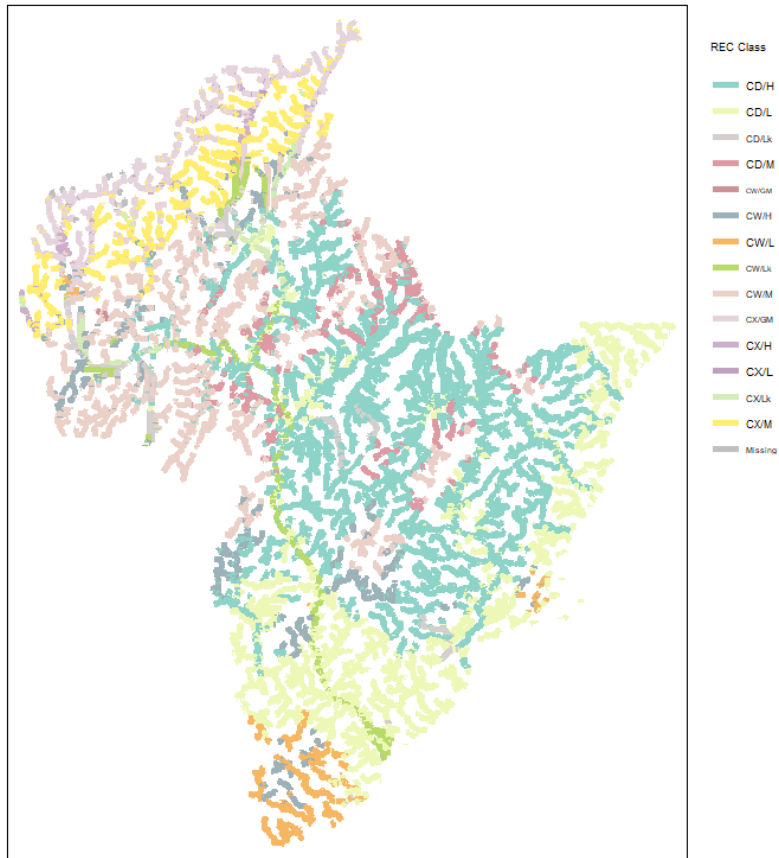 REC Class
CD/H
CD/L
CD/Lk
CD/M
CW/GM
CW/H
CW/L
CW/Lk
CW/M
CX/GM
CX/H
CX/L
CX/Lk
CX/M
Missing